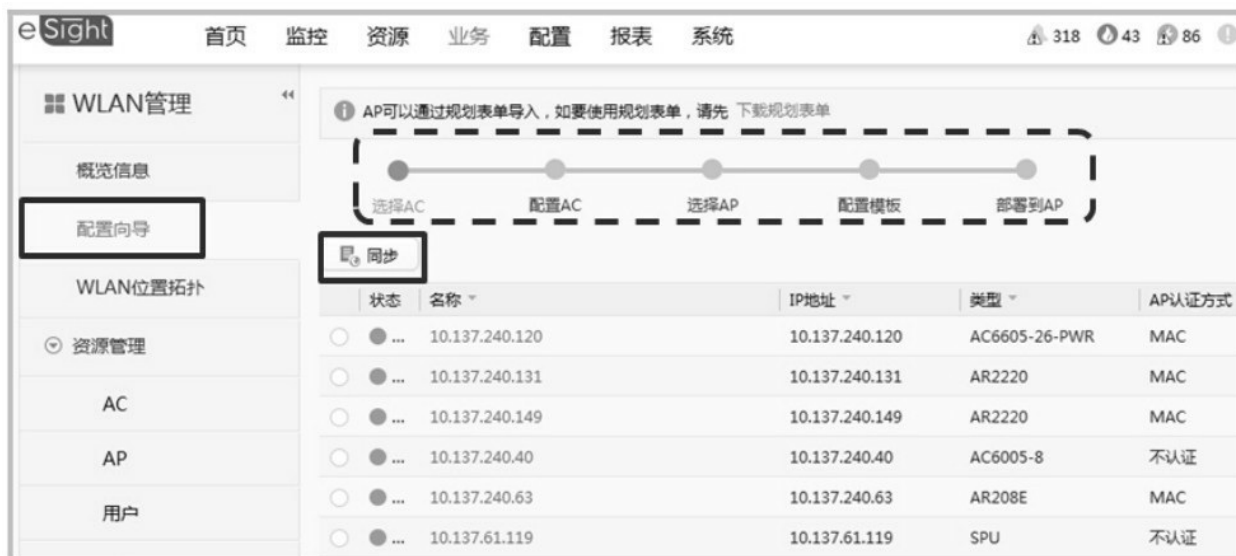 eSight 首页 监控 资源 业务 配置 报表 系统 318 43 86
WLAN管理
AP可以通过规划表单导入，如要使用规划表单，请先 下载规划表单
概览信息
选择AC 配置AC 选择AP 配置模板 部署到AP
配置向导
同步
WLAN位置拓扑
状态 名称 IP地址 类型 AP认证方式
资源管理
... 10.137.240.120 10.137.240.120 AC6605-26-PWR MAC
... 10.137.240.131 10.137.240.131 AR2220 MAC
AC
... 10.137.240.149 10.137.240.149 AR2220 MAC
AP
... 10.137.240.40 10.137.240.40 AC6005-8 不认证
... 10.137.240.63 10.137.240.63 AR208E MAC
用户
... 10.137.61.119 10.137.61.119 SPU 不认证